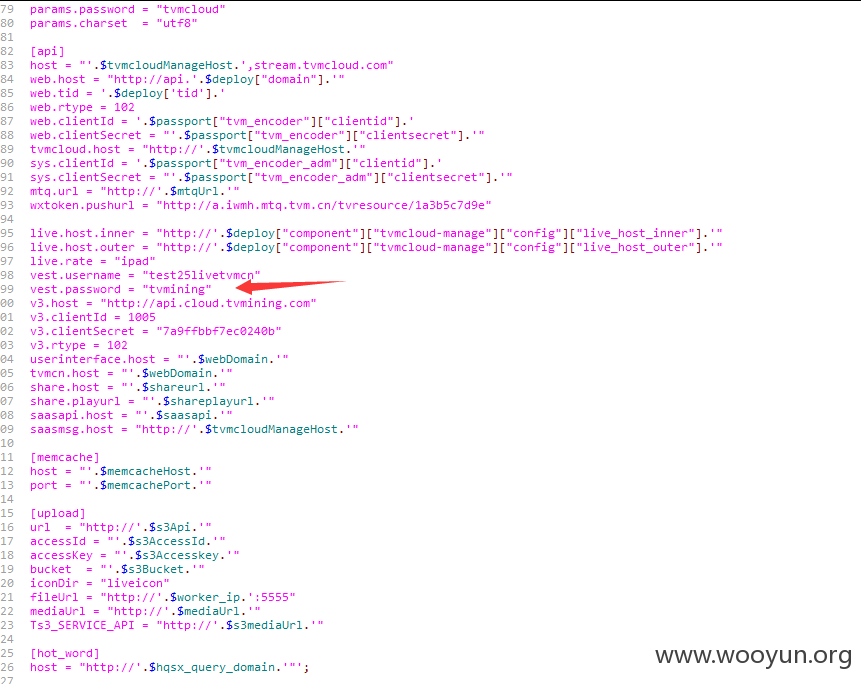 79 params.password = "tvmcloud"
80 params.charset  = "utf8"
81
82 [api]
83 host = "'.$tvmcloudManageHost.',stream.tvmcloud.com"
84 web.host = "http://api.'.$deploy["domain"].'"
85 web.tid = '.$deploy['tid'].'
86 web.rtype = 102
87 web.clientId = '.$passport["tvm_encoder"]["clientid"].'
88 web.clientSecret = "'.$passport["tvm_encoder"]["clientsecret"].'"
89 tvmcloud.host = "http://'.$tvmcloudManageHost.'"
90 sys.clientId = '.$passport["tvm_encoder_adm"]["clientid"].'
91 sys.clientSecret = "'.$passport["tvm_encoder_adm"]["clientsecret"].'"
92 mtq.url = "http://'.$mtqUrl.'"
93 wxtoken.pushurl = "http://a.iwmh.mtq.tvm.cn/tvresource/1a3b5c7d9e"
94
95 live.host.inner = "http://'.$deploy["component"]["tvmcloud-manage"]["config"]["live_host_inner"].'"
96 live.host.outer = "http://'.$deploy["component"]["tvmcloud-manage"]["config"]["live_host_outer"].'"
97 live.rate = "ipad"
98 vest.username = "test25livetvmcn"
99 vest.password = "tvmining"
00 v3.host = "http://api.cloud.tvmining.com"
01 v3.clientId = 1005
02 v3.clientSecret = "7a9ffbbf7ec0240b"
03 v3.rtype = 102
04 userinterface.host = "'.$webDomain.'"
05 tvmcn.host = "'.$webDomain.'"
06 share.host = "'.$shareurl.'"
07 share.playurl = "'.$shareplayurl.'"
08 saasapi.host = "'.$saasapi.'"
09 saasmsg.host = "http://'.$tvmcloudManageHost.'"
10
11 [memcache]
12 host = "'.$memcacheHost.'"
13 port = "'.$memcachePort.'"
14
15 [upload]
16 url  = "http://'.$s3Api.'"
17 accessId = "'.$s3AccessId.'"
18 accessKey = "'.$s3Accesskey.'"
19 bucket  = "'.$s3Bucket.'"
20 iconDir = "liveicon"
21 fileUrl = "http://'.$worker_ip.':5555"
22 mediaUrl = "http://'.$mediaUrl.'"
23 Ts3_SERVICE_API = "http://'.$s3mediaUrl.'"
24
25 [hot_word]
26 host = "http://'.$hqsx_query_domain.'"';
27
www.wooyun.org